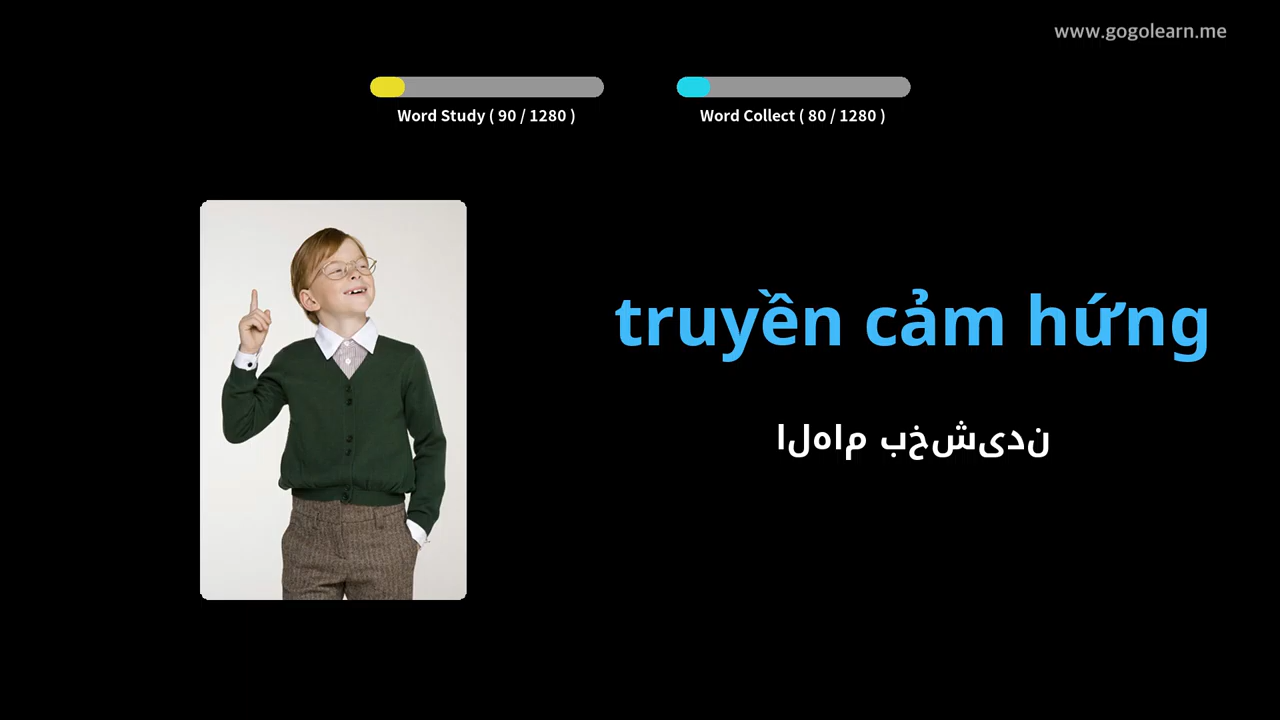 www.gogolearn.me
Word Study ( 90 / 1280 )
Word Collect ( 80 / 1280 )
truyền cảm hứng
الهام بخشیدن